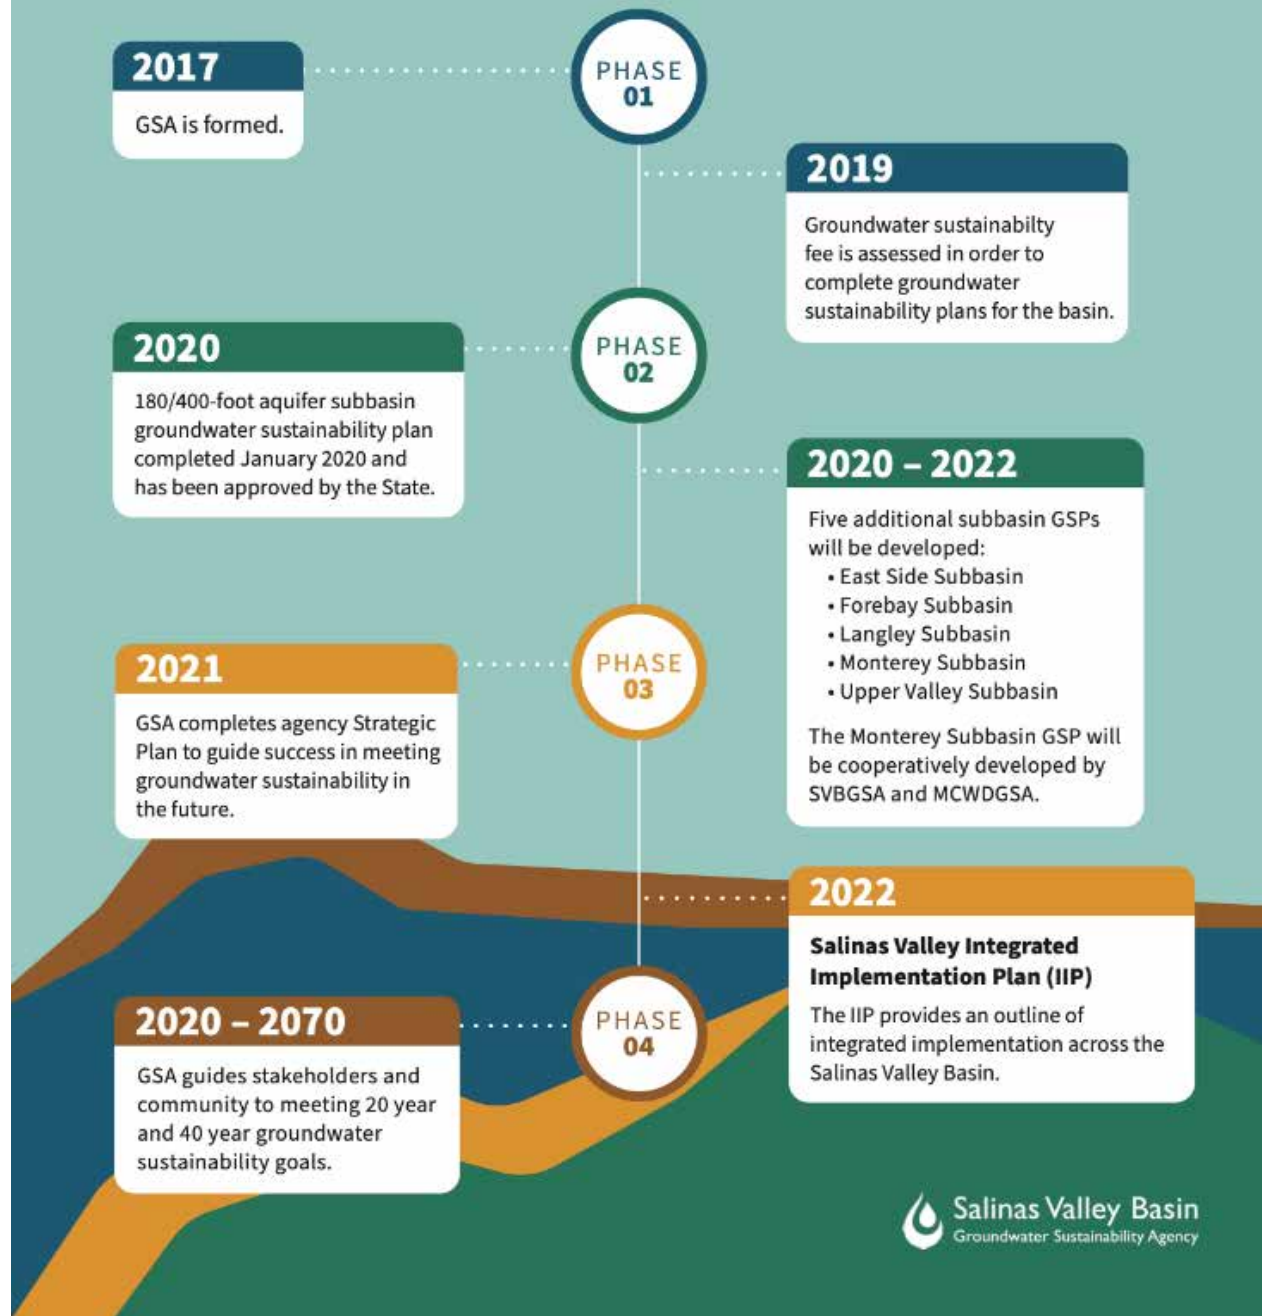 PHASE
01
2017
GSA is formed.
2019
Groundwater sustainabilty
fee is assessed in order to
complete groundwater
sustainability plans for the basin.
PHASE
02
2020
180/400-foot aquifer subbasin
groundwater sustainability plan
completed January 2020 and
has been approved by the State.
2020 – 2022
Five additional subbasin GSPs
will be developed:
• East Side Subbasin
• Forebay Subbasin
• Langley Subbasin
• Monterey Subbasin
• Upper Valley Subbasin
The Monterey Subbasin GSP will
be cooperatively developed by
SVBGSA and MCWDGSA.
PHASE
03
2021
GSA completes agency Strategic
Plan to guide success in meeting
groundwater sustainability in
the future.
2022
Salinas Valley Integrated
Implementation Plan (IIP)
The IIP provides an outline of
integrated implementation across the
Salinas Valley Basin.
PHASE
04
2020 – 2070
GSA guides stakeholders and
community to meeting 20 year
and 40 year groundwater
sustainability goals.
Salinas Valley Basin
Groundwater Sustainability Agency